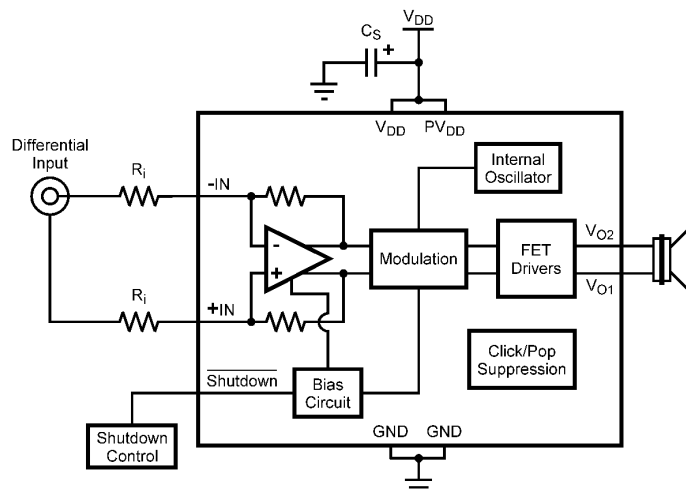 VDD
CS
+
VDD PVDD
Differential
Input
Ri
-IN
Internal
Oscillator
-
+
Modulation
FET
Drivers
VO2
VO1
Ri
+IN
Click/Pop
Suppression
Shutdown
Bias
Circuit
Shutdown
Control
GND GND